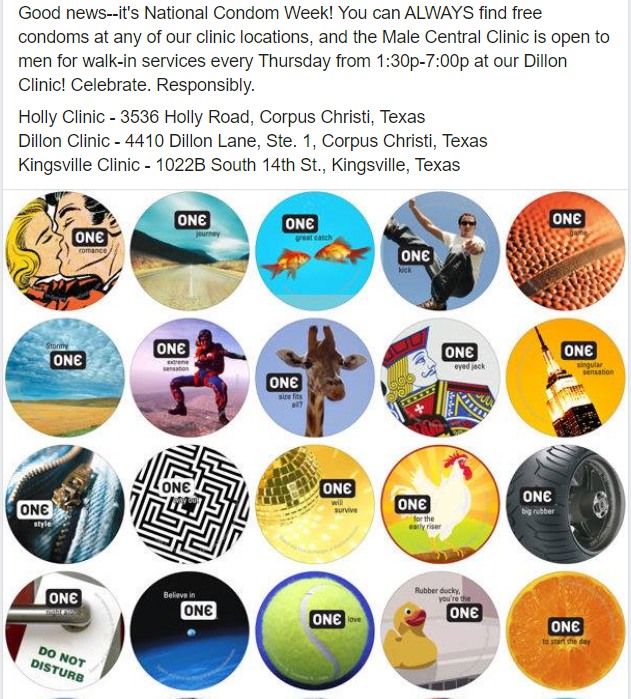 Good news--it's National Condom Week! You can ALWAYS find free
condoms at any of our clinic locations, and the Male Central Clinic is open to
men for walk-in services every Thursday from 1:30p-7:00p at our Dillon
Clinic! Celebrate. Responsibly.
Holly Clinic - 3536 Holly Road, Corpus Christi, Texas
Dillon Clinic - 4410 Dillon Lane, Ste. 1, Corpus Christi, Texas
Kingsville Clinic - 1022B South 14th St., Kingsville, Texas
ONE
romance
ONE
journey
ONE
great catch
ONE
kick
ONE
game
Stormy
ONE
ONE
extreme
sensation
ONE
size fits
all?
ONE
eyed jack
ONE
singular
sensation
ONE
style
ONE
way out
ONE
will
survive
ONE
for the
early riser
ONE
big rubber
ONE
DO NOT
DISTURB
Believe in
ONE
ONE love
Rubber ducky,
you're the
ONE
ONE
to start the day